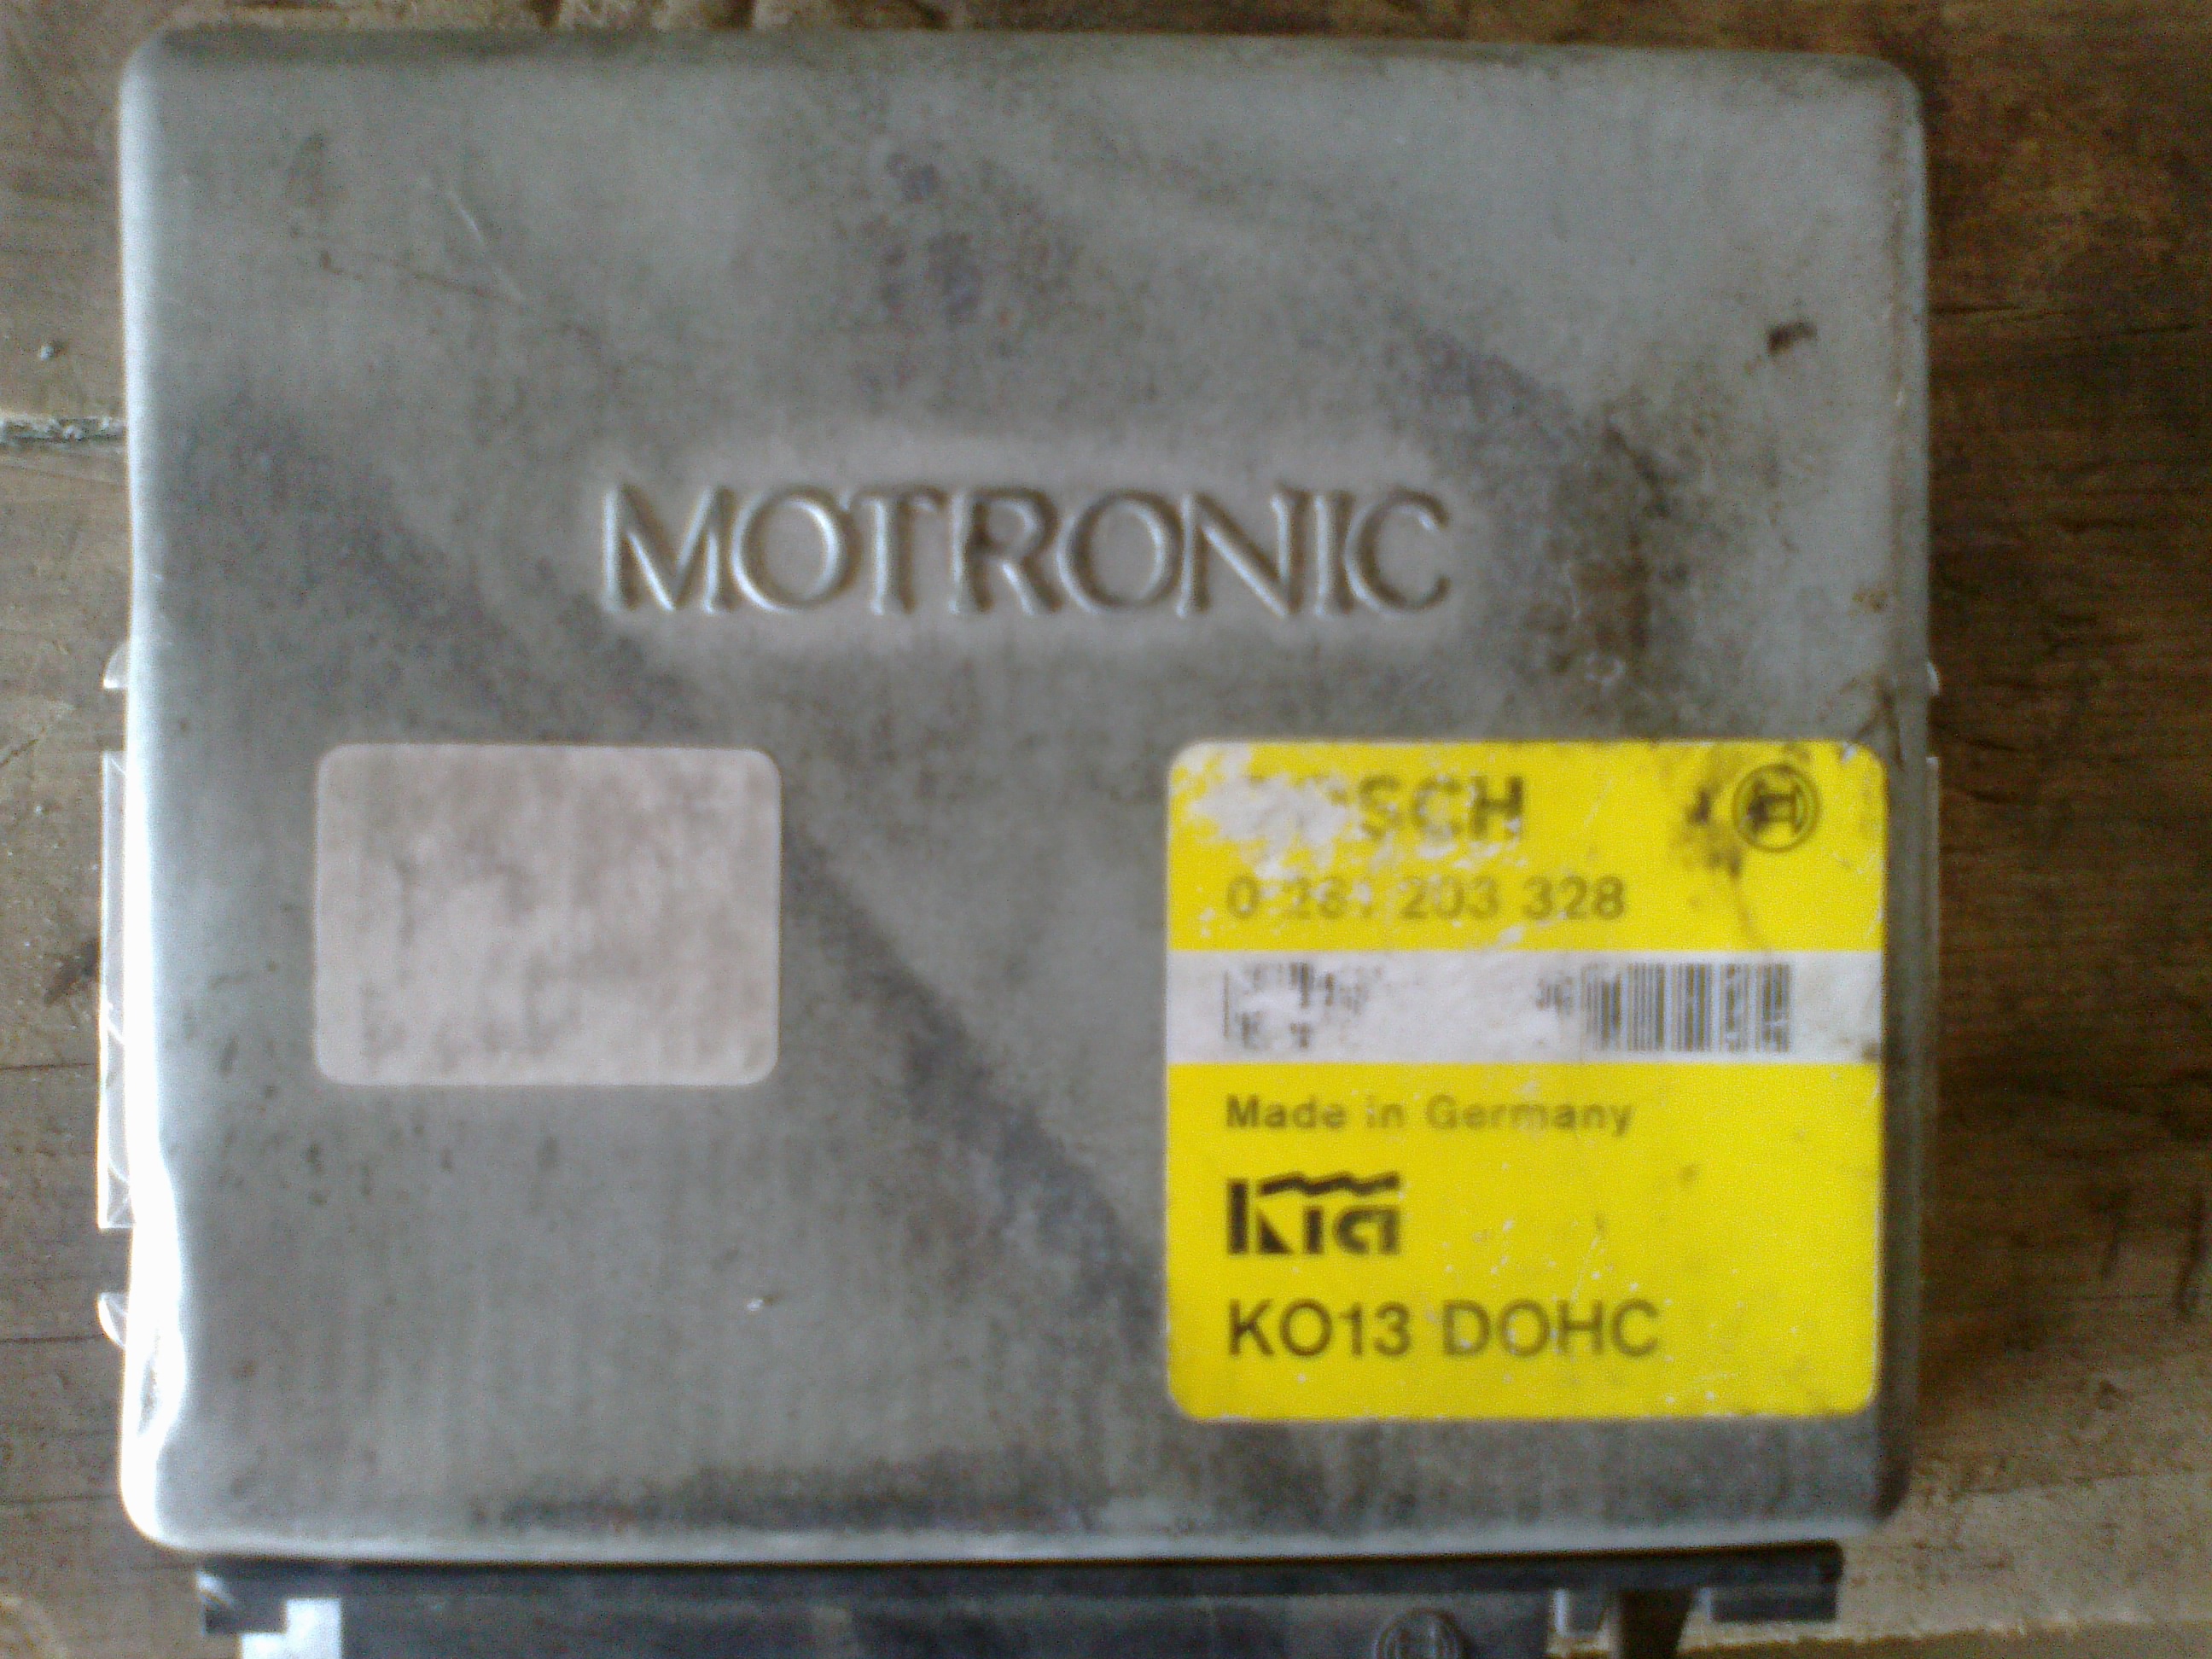 MOTRONIC
SCH
0 261 203 328
Made in Germany
KIA
KO13 DOHC